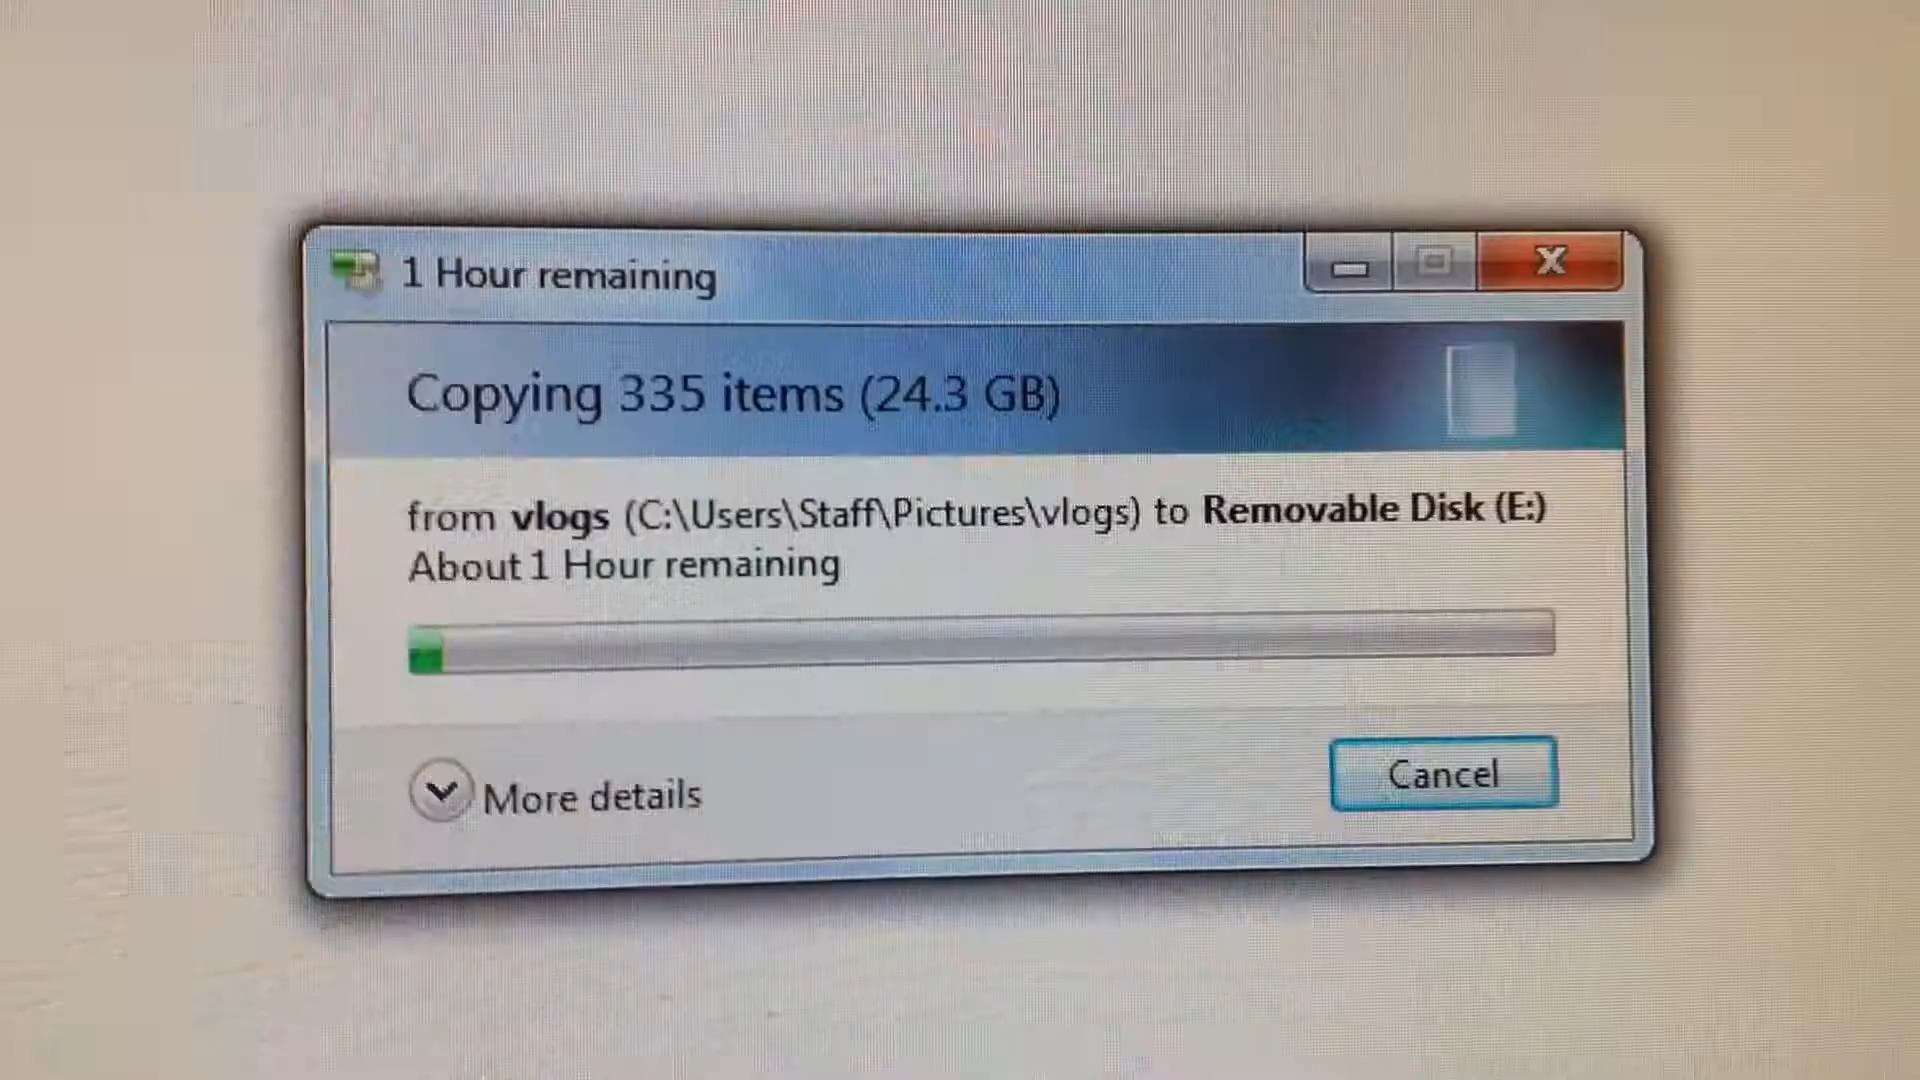 1 Hour remaining
Copying 335 items (24.3 GB)
from vlogs (C:\Users\Staff\Pictures\vlogs) to Removable Disk (E:)
About 1 Hour remaining
More details
Cancel